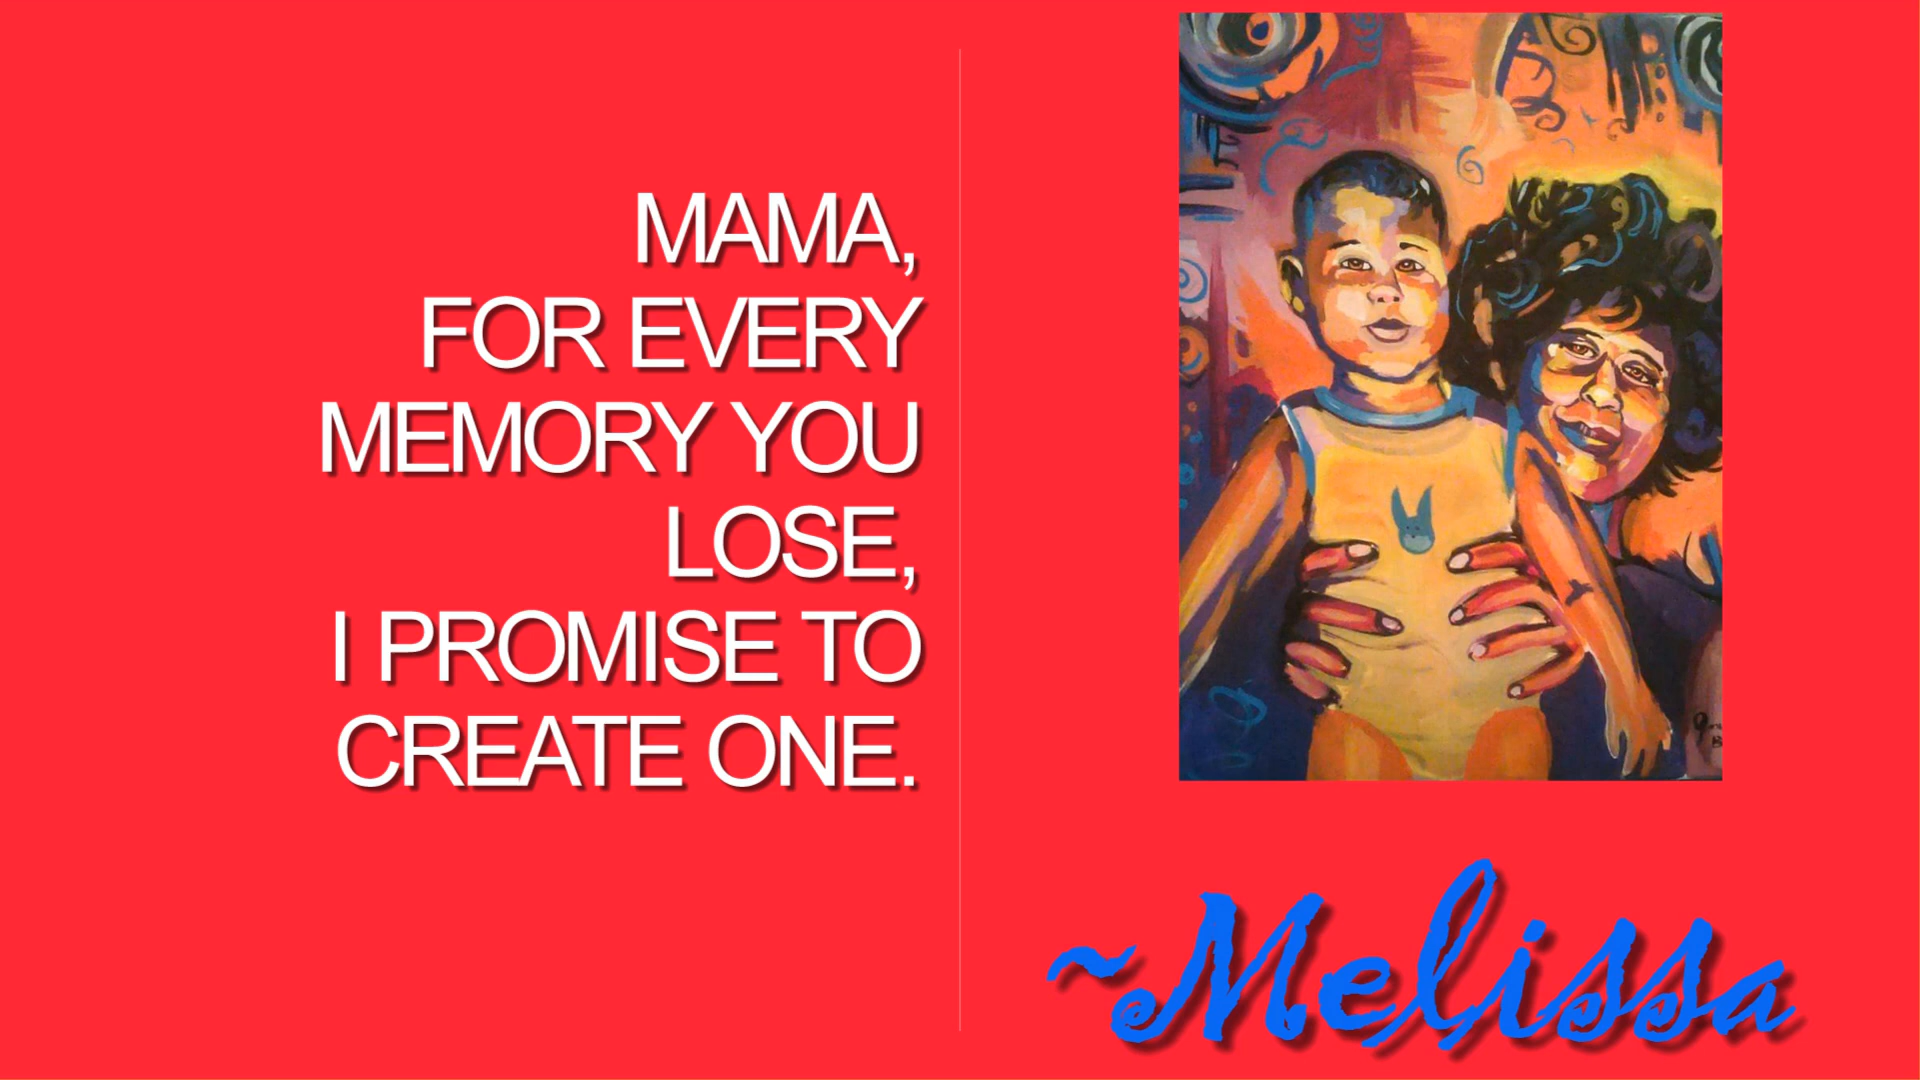 MAMA,
FOR EVERY
MEMORY YOU
LOSE,
I PROMISE TO
CREATE ONE.
~Melissa